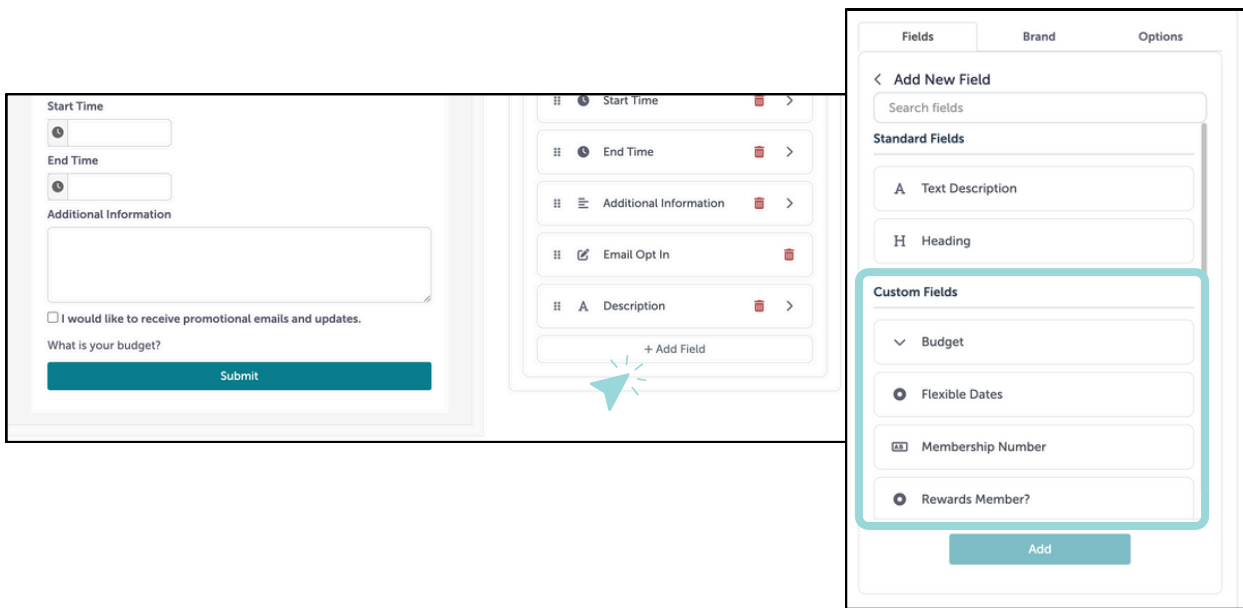 Start Time
End Time
Additional Information
I would like to receive promotional emails and updates.
What is your budget?
Submit
Start Time
End Time
Additional Information
Email Opt In
A Description
+ Add Field
Fields Brand Options
Add New Field
Search fields
Standard Fields
A Text Description
H Heading
Custom Fields
Budget
Flexible Dates
AB Membership Number
Rewards Member?
Add